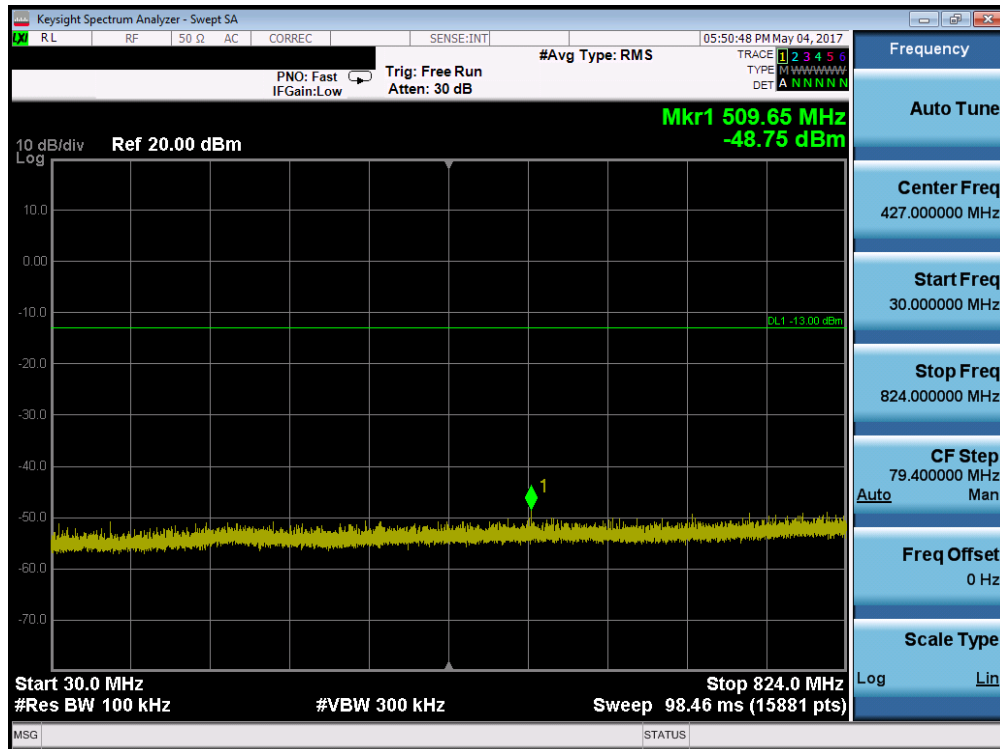 Keysight Spectrum Analyzer - Swept SA
LXI RL RF 50 Ω AC CORREC SENSE:INT 05:50:48 PM May 04, 2017
#Avg Type: RMS TRACE 1 2 3 4 5 6
PNO: Fast Trig: Free Run TYPE M WWWWW
IFGain:Low Atten: 30 dB DET A N N N N N
Mkr1 509.65 MHz
-48.75 dBm
10 dB/div Ref 20.00 dBm
Log
10.0
0.00
-10.0
DL1 -13.00 dBm
-20.0
-30.0
-40.0
1
-50.0
-60.0
-70.0
Start 30.0 MHz Stop 824.0 MHz
#Res BW 100 kHz #VBW 300 kHz Sweep 98.46 ms (15881 pts)
MSG STATUS
Frequency
Auto Tune
Center Freq
427.000000 MHz
Start Freq
30.000000 MHz
Stop Freq
824.000000 MHz
CF Step
79.400000 MHz
Auto Man
Freq Offset
0 Hz
Scale Type
Log Lin